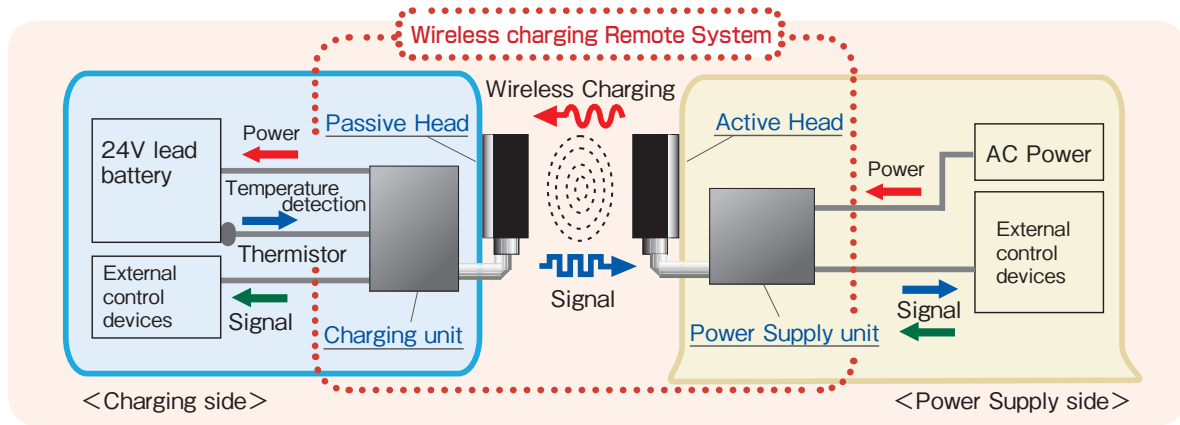 Wireless charging Remote System
Wireless Charging
Passive Head
Active Head
24V lead
battery
Power
Temperature
detection
Thermistor
External
control
devices
Signal
Charging unit
Signal
Power
AC Power
External
control
devices
Signal
Power Supply unit
<Charging side>
<Power Supply side>